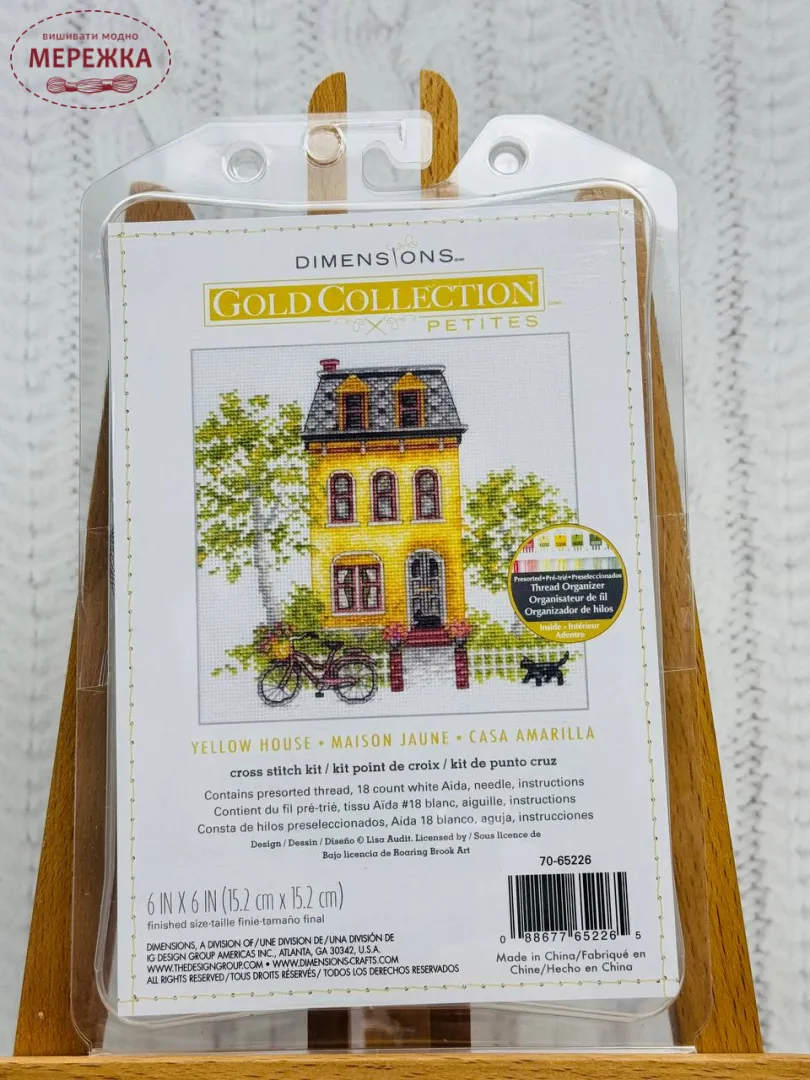 вишивати модно
МЕРЕЖКА
DIMENSIONS
GOLD COLLECTION
PETITES
Presorted • Pré-trié • Preseleccionados
Thread Organizer
Organisateur de fil
Organizador de hilos
Inside - Intérieur
Adentro
YELLOW HOUSE • MAISON JAUNE • CASA AMARILLA
cross stitch kit / kit point de croix / kit de punto cruz
Contains presorted thread, 18 count white Aida, needle, instructions
Contient du fil pré-trié, tissu Aïda #18 blanc, aiguille, instructions
Consta de hilos preseleccionados, Aida 18 blanco, aguja, instrucciones
Design / Dessin / Diseño © Lisa Audit. Licensed by / Sous licence de
Bajo licencia de Roaring Brook Art
70-65226
6 IN X 6 IN (15.2 cm x 15.2 cm)
finished size-taille finie-tamaño final
0 88677 65226 5
DIMENSIONS, A DIVISION OF/UNE DIVISION DE/UNA DIVISIÓN DE
IG DESIGN GROUP AMERICAS INC., ATLANTA, GA 30342, U.S.A.
WWW.THEDESIGNGROUP.COM • WWW.DIMENSIONS-CRAFTS.COM
ALL RIGHTS RESERVED/TOUS DROITS RÉSERVÉS/ TODOS LOS DERECHOS RESERVADOS
Made in China/Fabriqué en
Chine/Hecho en China